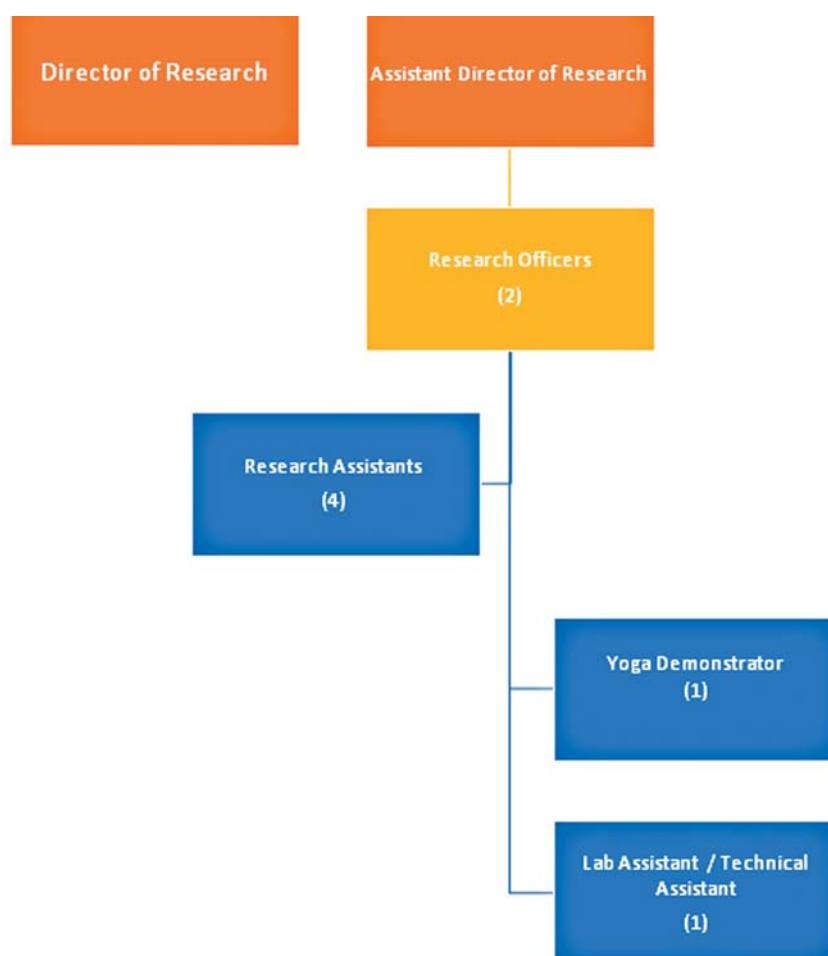 Director of Research
Assistant Director of Research
Research Officers
(2)
Research Assistants
(4)
Yoga Demonstrator
(1)
Lab Assistant / Technical
Assistant
(1)